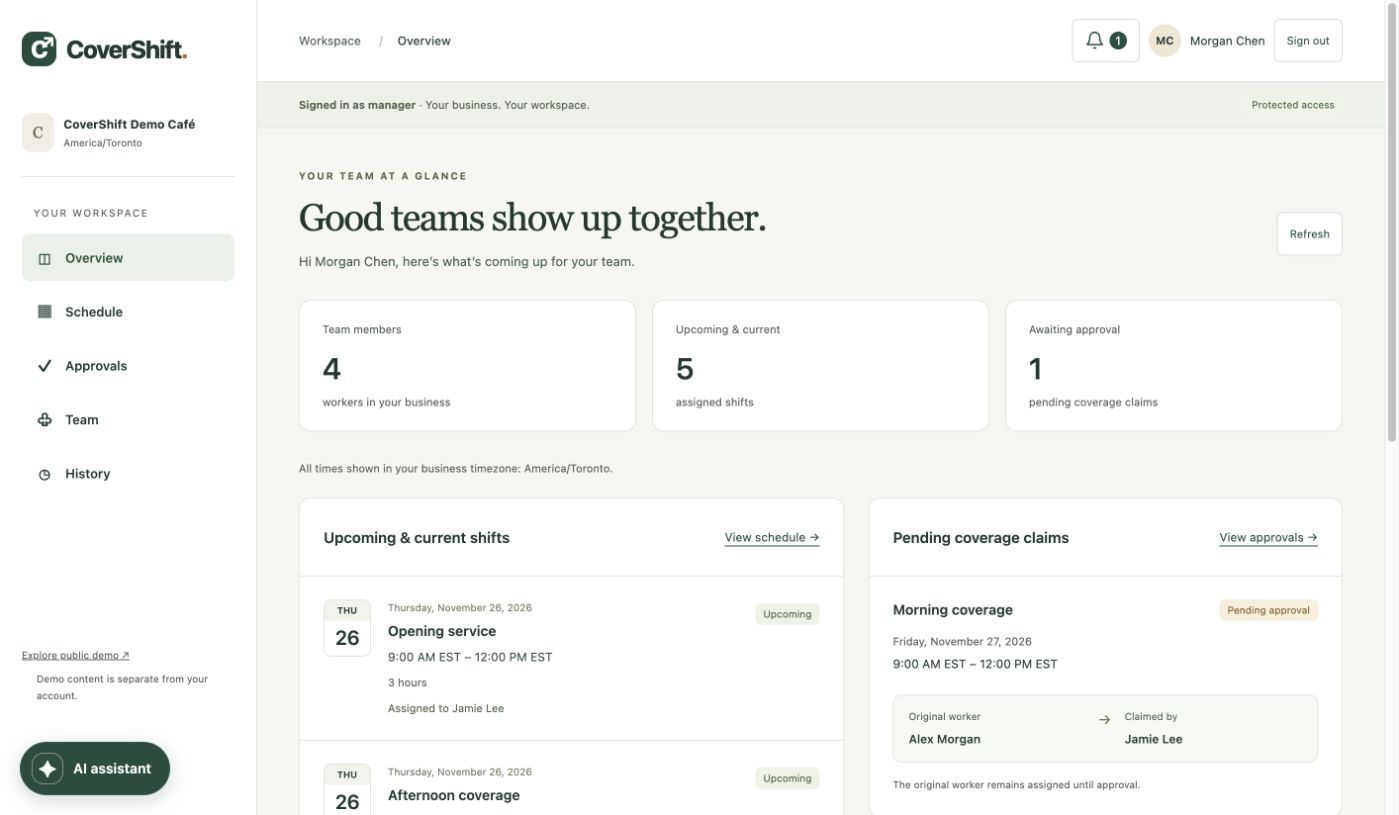 CoverShift.
C
CoverShift Demo Café
America/Toronto
YOUR WORKSPACE
Overview
Schedule
Approvals
Team
History
Explore public demo ↗
Demo content is separate from your
account.
AI assistant
Workspace / Overview
1
MC
Morgan Chen
Sign out
Signed in as manager · Your business. Your workspace.
Protected access
YOUR TEAM AT A GLANCE
Good teams show up together.
Hi Morgan Chen, here's what's coming up for your team.
Refresh
Team members
4
workers in your business
Upcoming & current
5
assigned shifts
Awaiting approval
1
pending coverage claims
All times shown in your business timezone: America/Toronto.
Upcoming & current shifts
View schedule →
THU
26
Thursday, November 26, 2026
Opening service
9:00 AM EST – 12:00 PM EST
3 hours
Assigned to Jamie Lee
Upcoming
THU
26
Thursday, November 26, 2026
Afternoon coverage
Upcoming
Pending coverage claims
View approvals →
Morning coverage
Pending approval
Friday, November 27, 2026
9:00 AM EST – 12:00 PM EST
Original worker
Alex Morgan
→
Claimed by
Jamie Lee
The original worker remains assigned until approval.